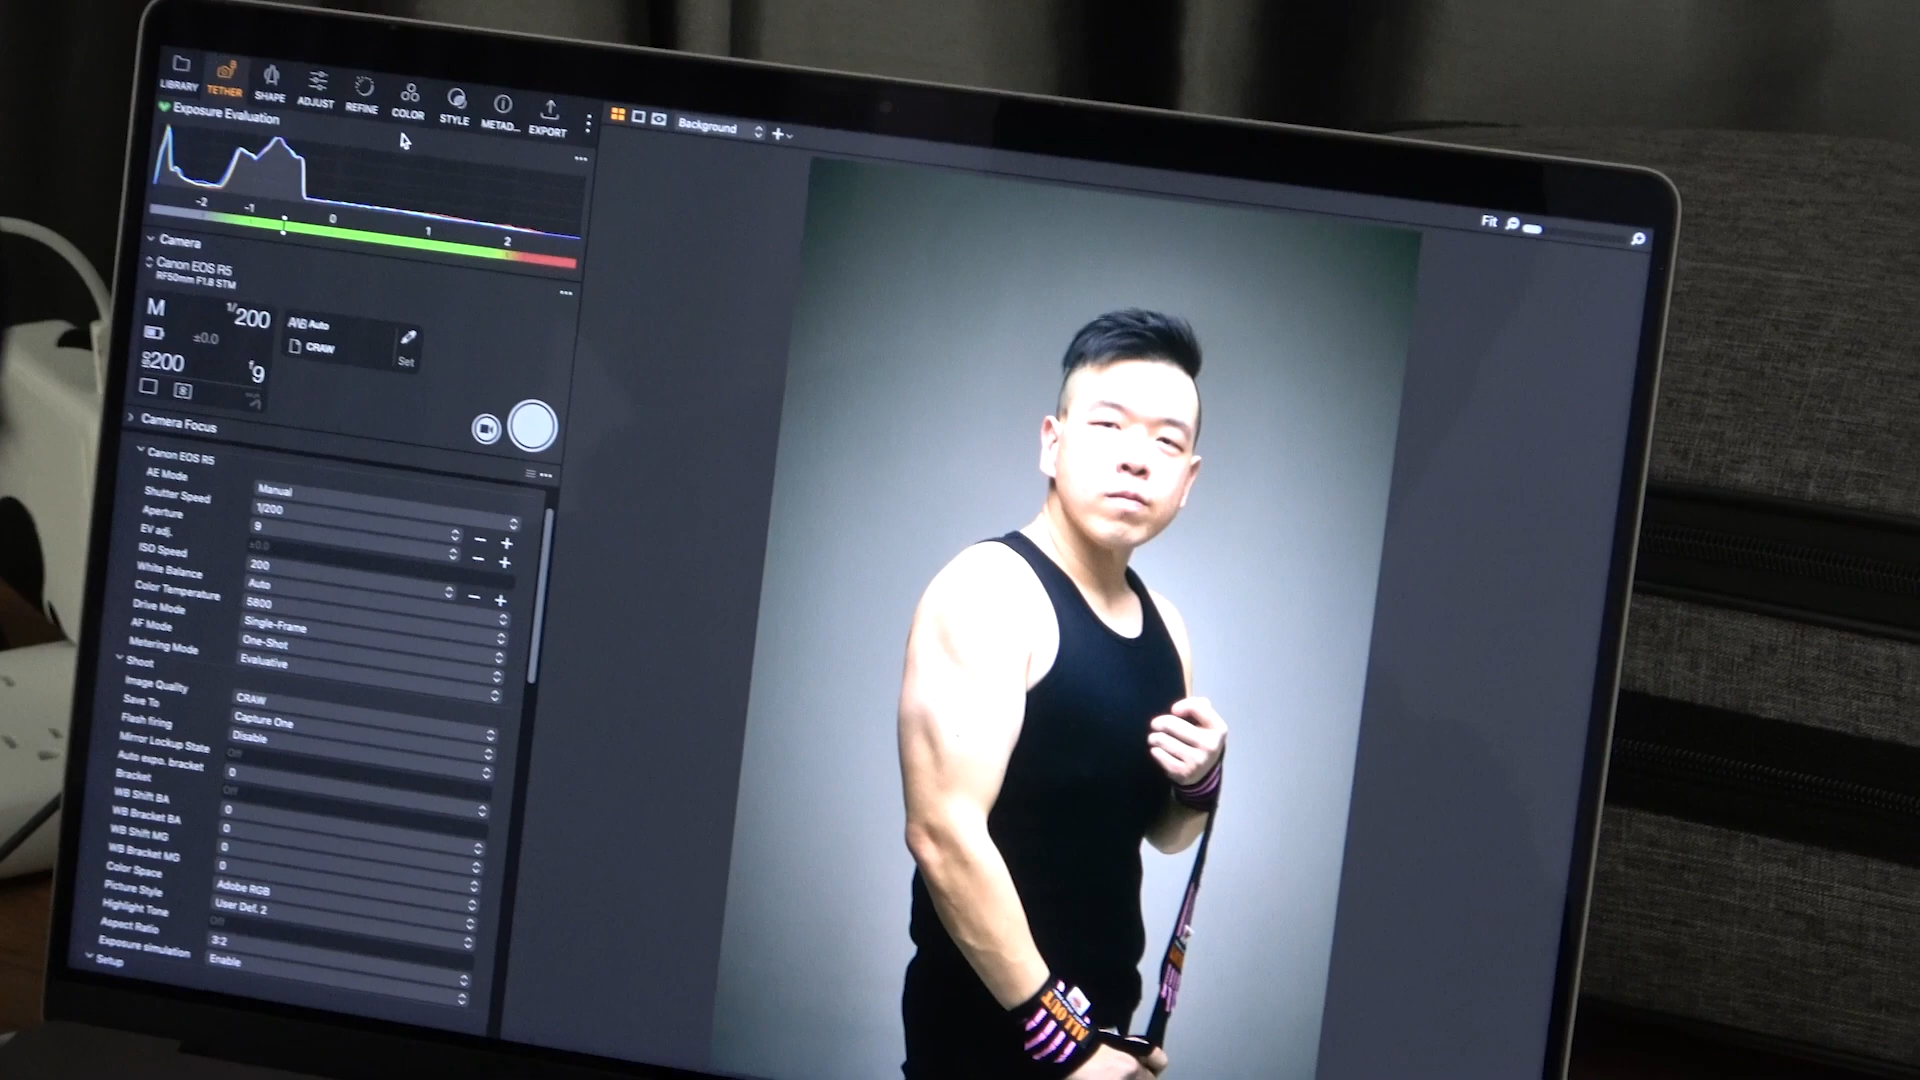 LIBRARY
TETHER
SHAPE
ADJUST
REFINE
COLOR
STYLE
METAD...
EXPORT
Background
Fit
Exposure Evaluation
-2 -1 0 1 2
Camera
Canon EOS R5
RF50mm F1.8 STM
M 1/200
±0.0
ISO200 f9
AWB Auto
CRAW
Set
Camera Focus
Canon EOS R5
AE Mode Manual
Shutter Speed 1/200
Aperture 9
EV adj. ±0.0
ISO Speed 200
White Balance Auto
Color Temperature 5800
Drive Mode Single-Frame
AF Mode One-Shot
Metering Mode Evaluative
Shoot
Image Quality CRAW
Save To Capture One
Flash firing Disable
Mirror Lockup State Off
Auto expo. bracket 0
Bracket Off
WB Shift BA 0
WB Bracket BA 0
WB Shift MG 0
WB Bracket MG 0
Color Space Adobe RGB
Picture Style User Def. 2
Highlight Tone Off
Aspect Ratio 3:2
Exposure simulation Enable
Setup
ALLOUT